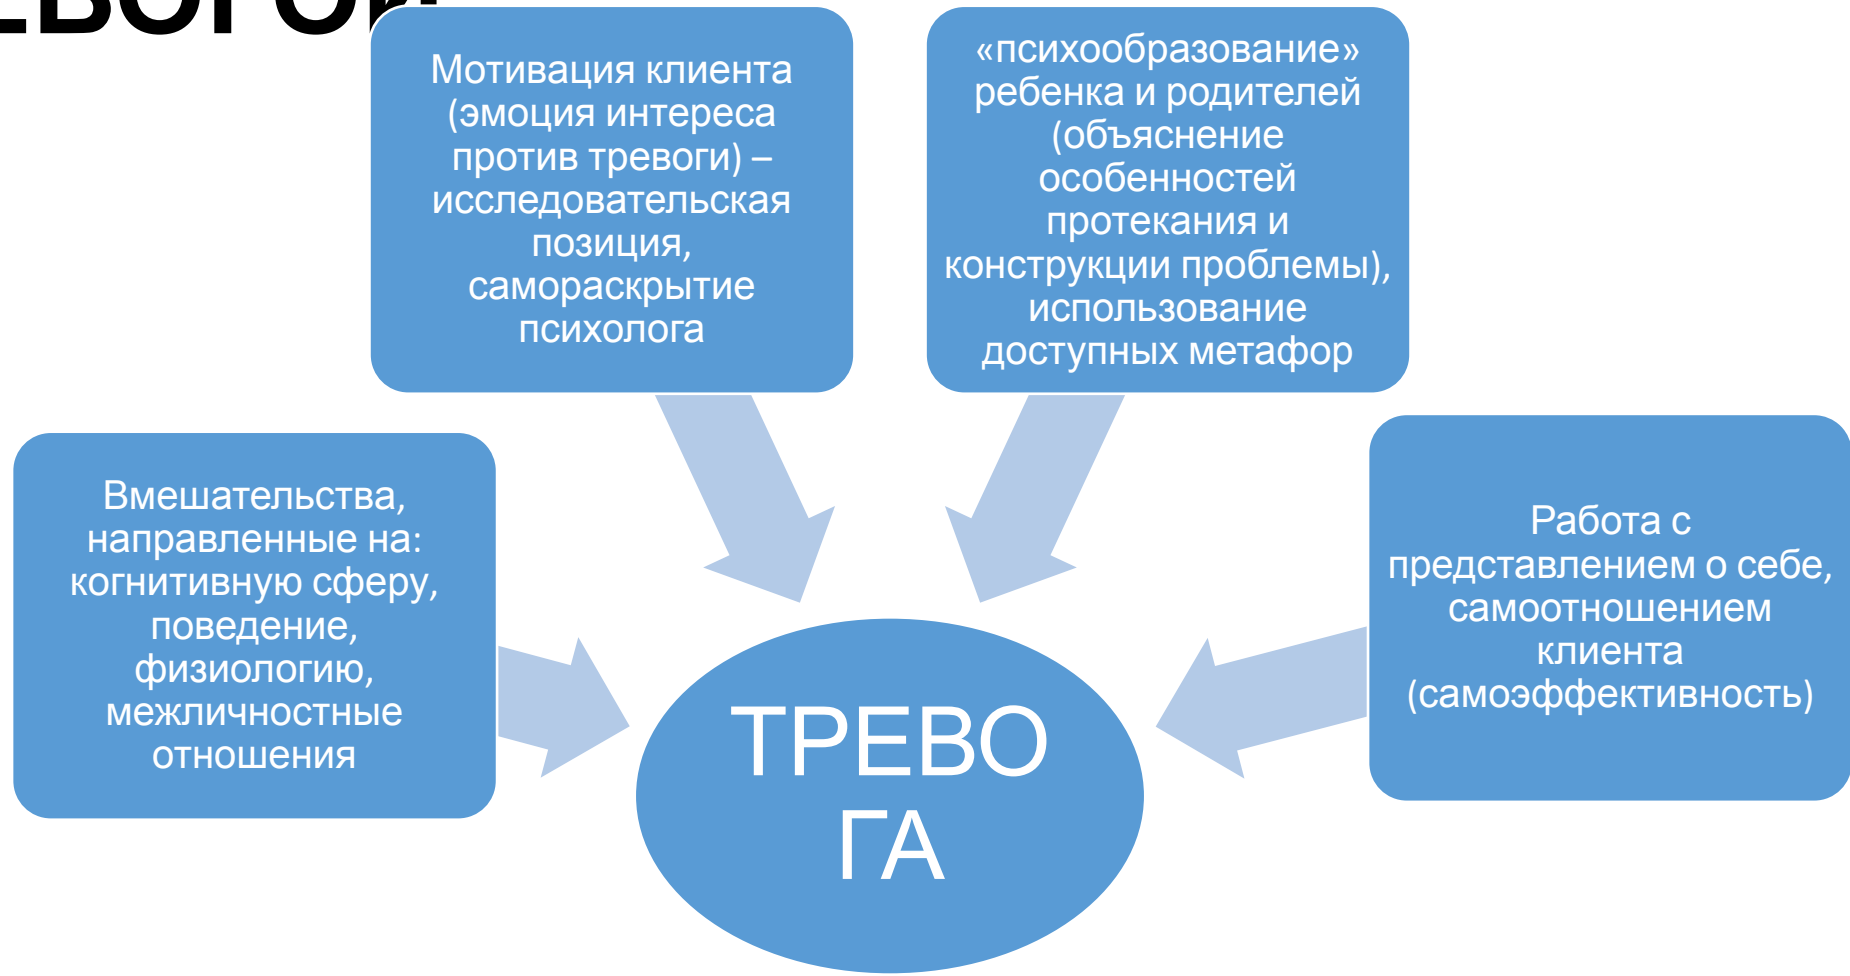 Мотивация клиента
(эмоция интереса
против тревоги) –
исследовательская
позиция,
самораскрытие
психолога
«психообразование»
ребенка и родителей
(объяснение
особенностей
протекания и
конструкции проблемы),
использование
доступных метафор
Вмешательства,
направленные на:
когнитивную сферу,
поведение,
физиологию,
межличностные
отношения
Работа с
представлением о себе,
самоотношением
клиента
(самоэффективность)
ТРЕВО
ГА